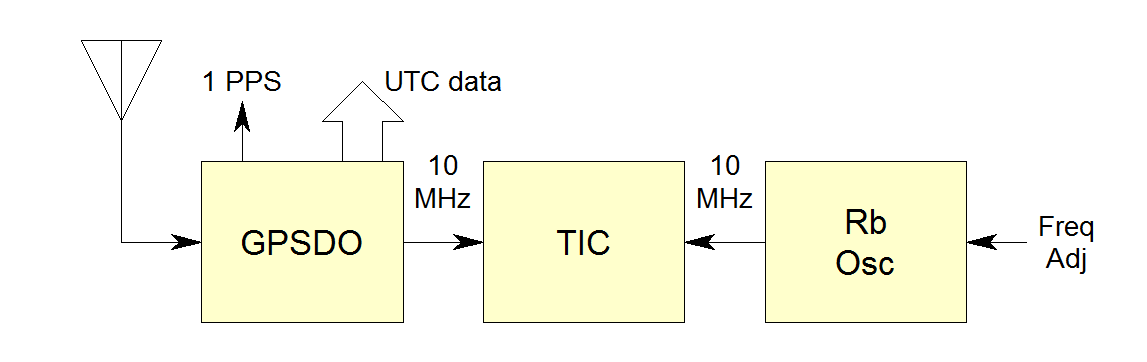 1 PPS
UTC data
10
MHz
10
MHz
GPSDO
TIC
Rb
Osc
Freq
Adj